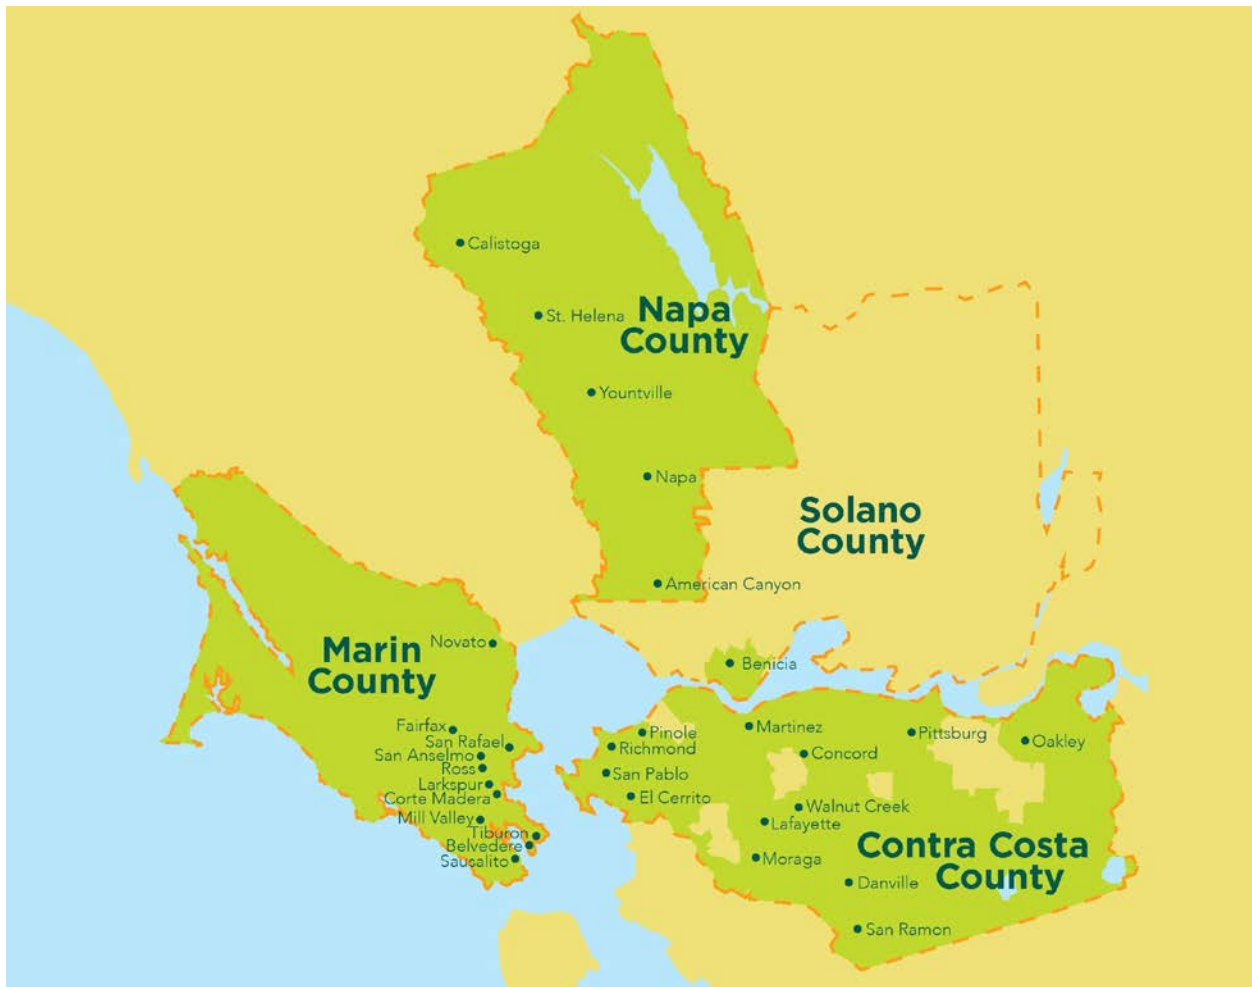 Calistoga
St. Helena
Napa
County
Yountville
Napa
Solano
County
American Canyon
Marin
County
Novato
Benicia
Fairfax
San Rafael
San Anselmo
Ross
Larkspur
Corte Madera
Mill Valley
Tiburon
Belvedere
Sausalito
Pinole
Richmond
San Pablo
El Cerrito
Martinez
Concord
Pittsburg
Oakley
Walnut Creek
Lafayette
Moraga
Contra Costa
County
Danville
San Ramon